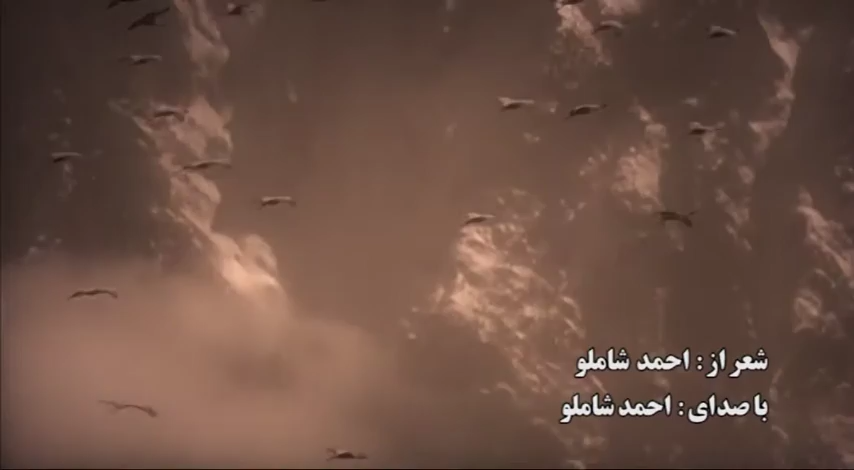 شعر از : احمد شاملو
با صدای : احمد شاملو